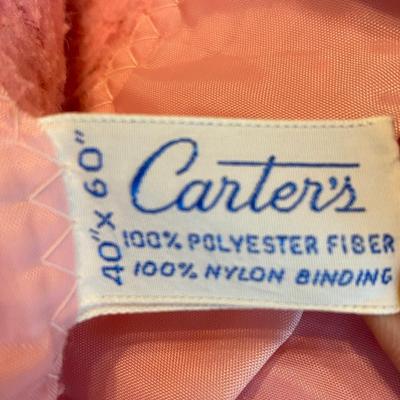 40" X 60"
Carter's
100% POLYESTER FIBER
100% NYLON BINDING